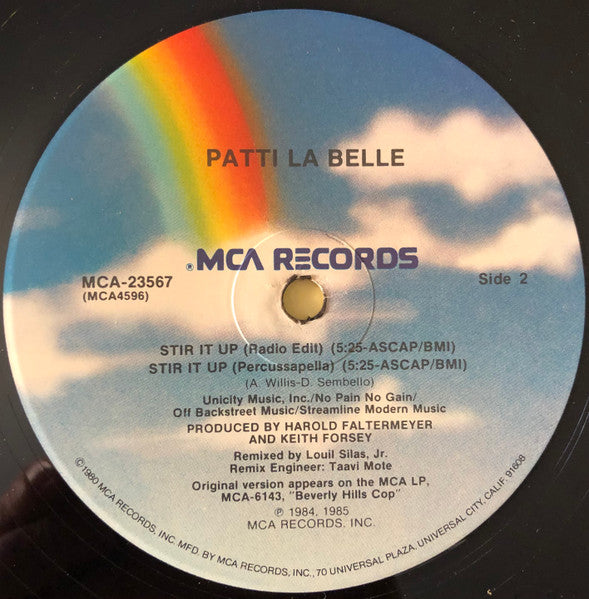 PATTI LA BELLE
® MCA RECORDS
MCA-23567
(MCA4596)
Side 2
STIR IT UP (Radio Edit) (5:25-ASCAP/BMI)
STIR IT UP (Percussapella) (5:25-ASCAP/BMI)
(A. Willis-D. Sembello)
Unicity Music, Inc./No Pain No Gain/
Off Backstreet Music/Streamline Modern Music
PRODUCED BY HAROLD FALTERMEYER
AND KEITH FORSEY
Remixed by Louil Silas, Jr.
Remix Engineer: Taavi Mote
Original version appears on the MCA LP,
MCA-6143, "Beverly Hills Cop"
℗ 1984, 1985
MCA RECORDS, INC.
©1980 MCA RECORDS, INC. MFD. BY MCA RECORDS, INC., 70 UNIVERSAL PLAZA, UNIVERSAL CITY, CALIF. 91608